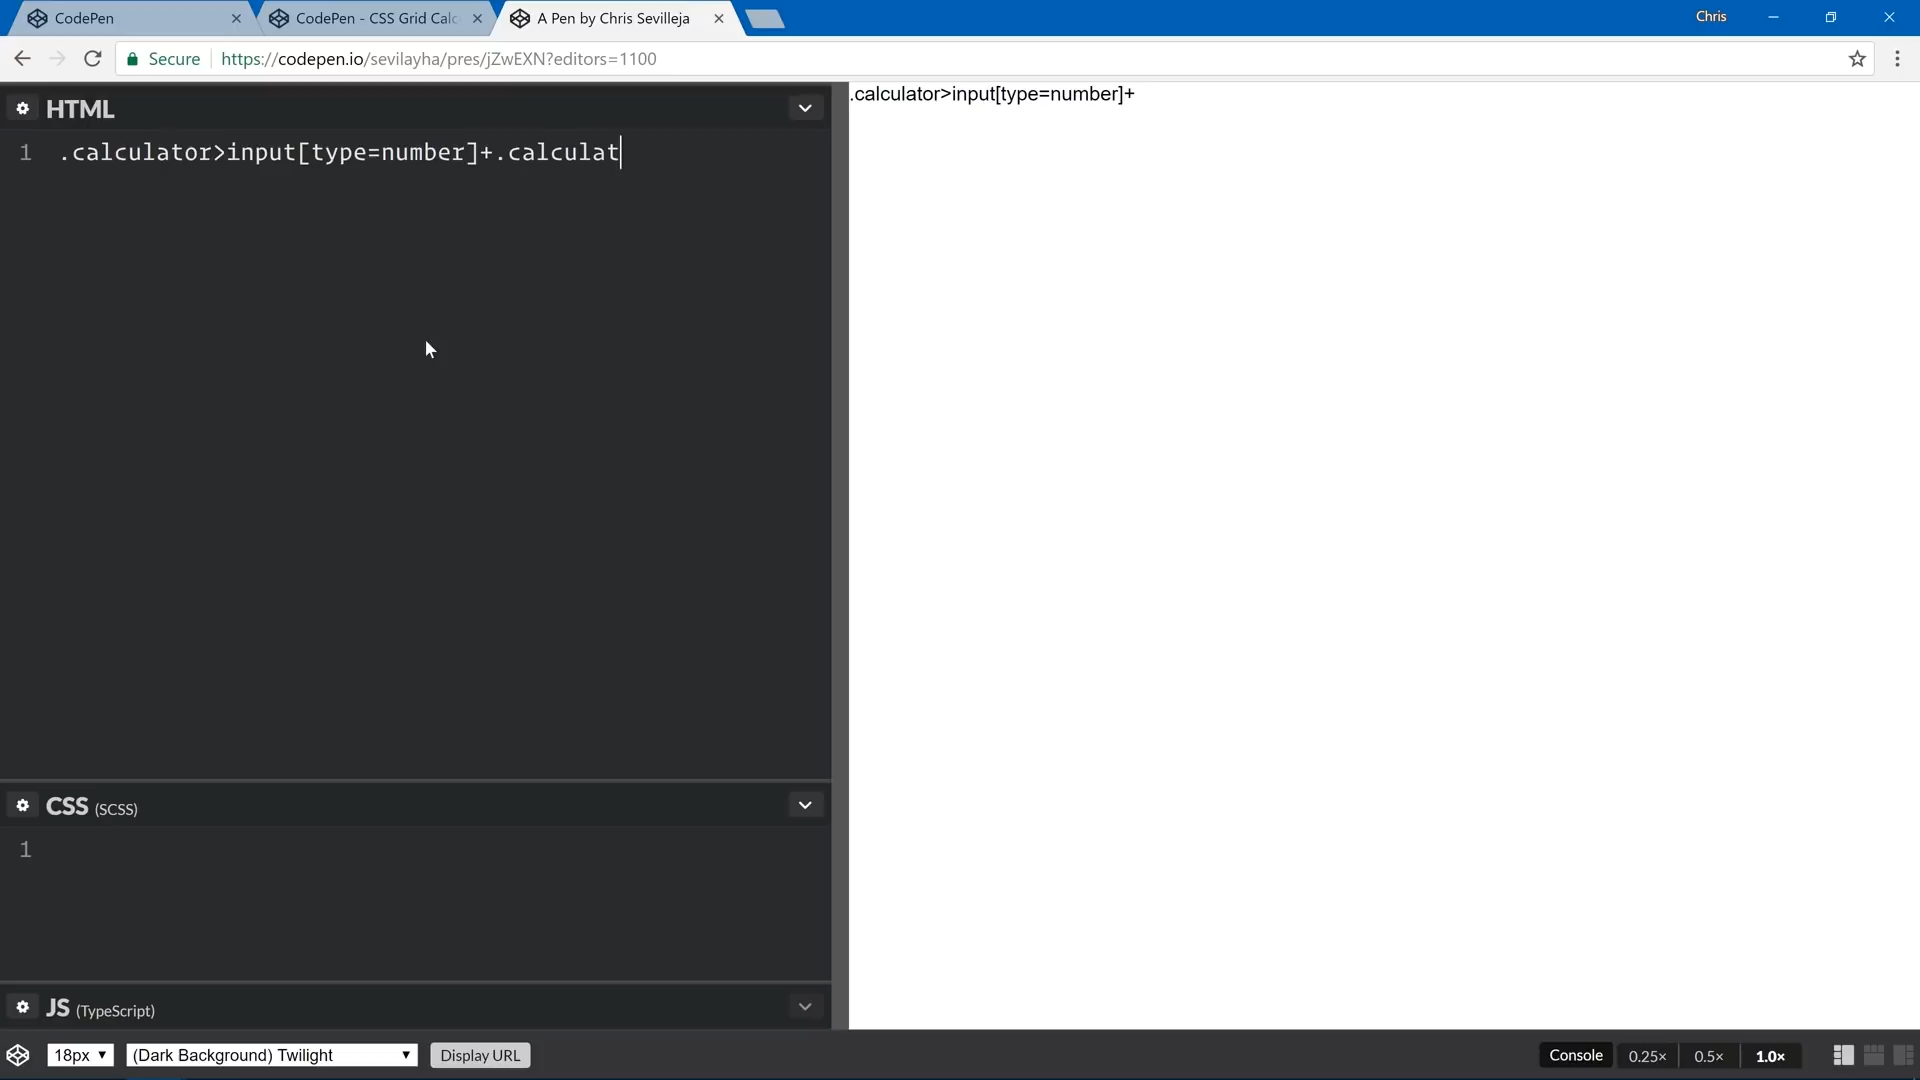 CodePen
CodePen - CSS Grid Calc
A Pen by Chris Sevilleja
Chris
Secure
https://codepen.io/sevilayha/pres/jZwEXN?editors=1100
HTML
1 .calculator>input[type=number]+.calculat
.calculator>input[type=number]+
CSS (SCSS)
1
JS (TypeScript)
18px
(Dark Background) Twilight
Display URL
Console
0.25×
0.5×
1.0×